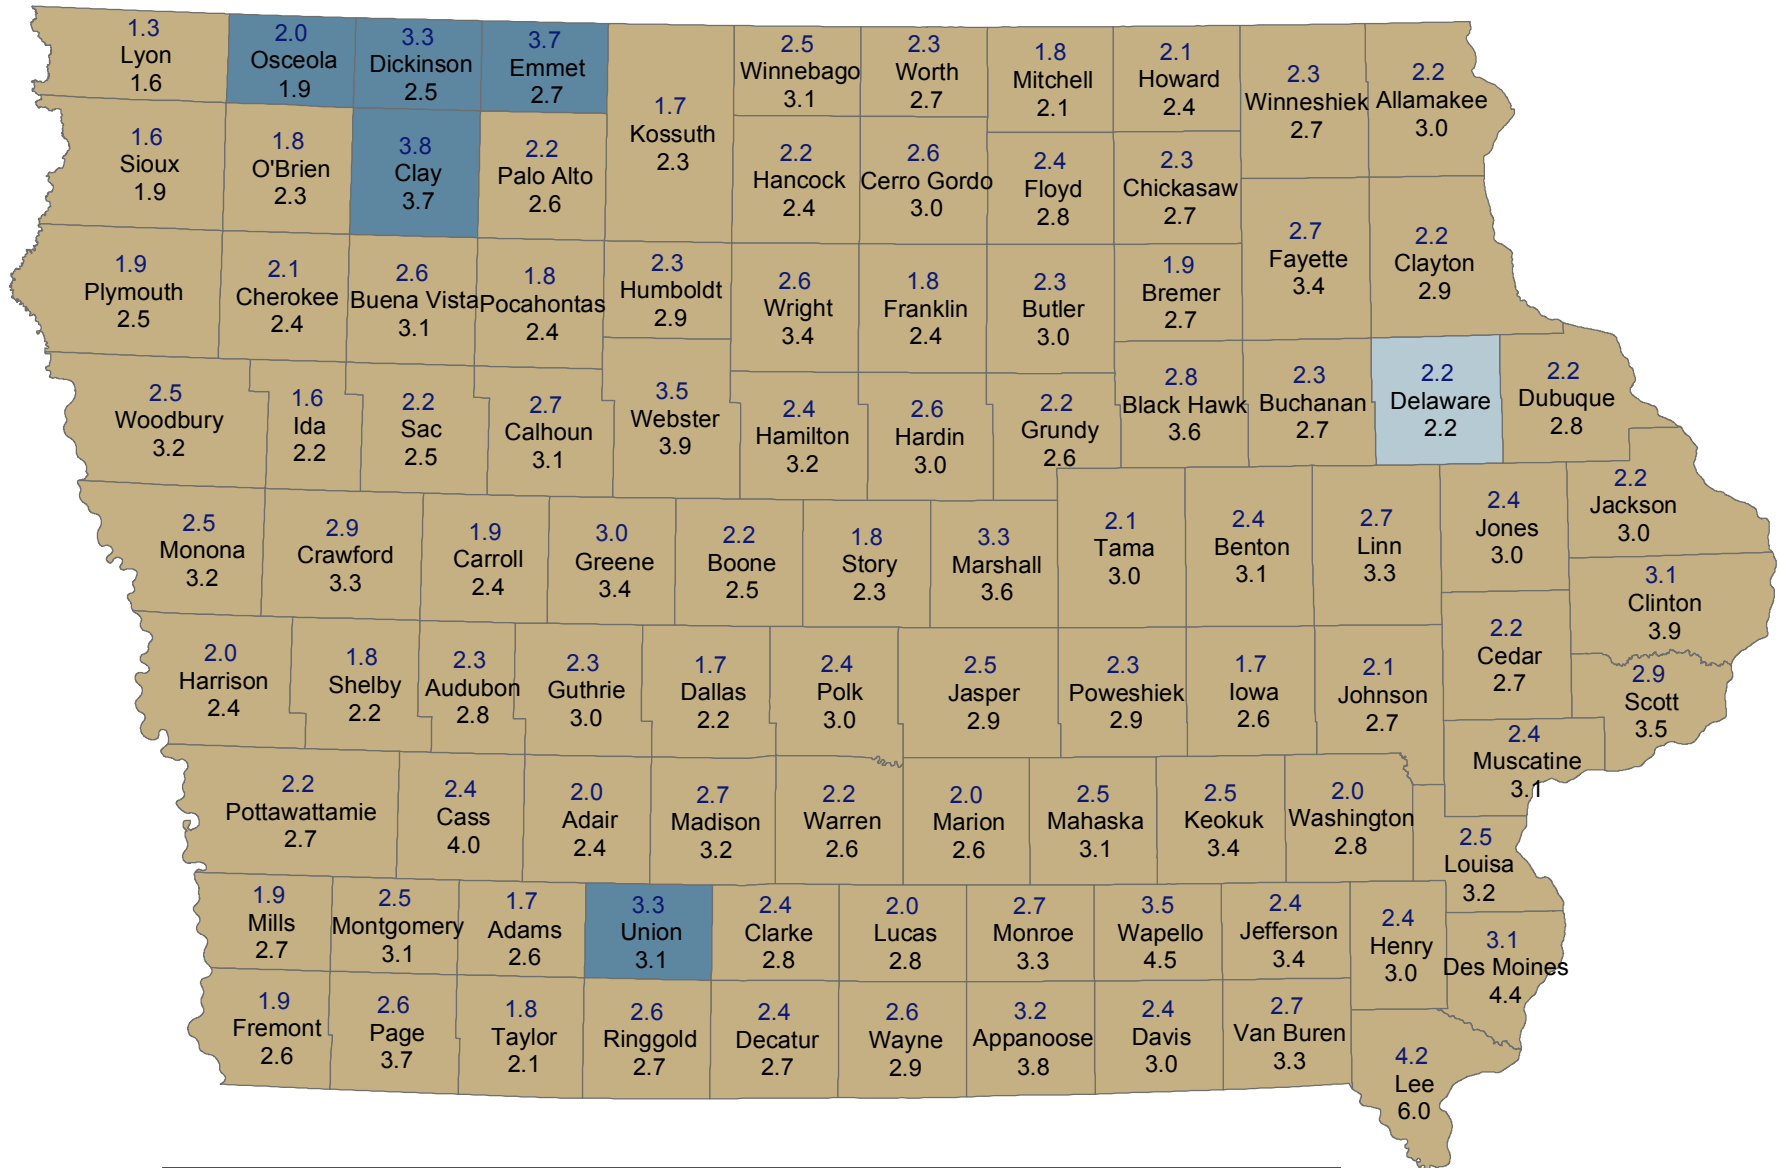 1.3
Lyon
1.6
2.0
Osceola
1.9
3.3
Dickinson
2.5
3.7
Emmet
2.7
1.7
Kossuth
2.3
2.5
Winnebago
3.1
2.3
Worth
2.7
1.8
Mitchell
2.1
2.1
Howard
2.4
2.3
Winneshiek
2.7
2.2
Allamakee
3.0
1.6
Sioux
1.9
1.8
O'Brien
2.3
3.8
Clay
3.7
2.2
Palo Alto
2.6
2.2
Hancock
2.4
2.6
Cerro Gordo
3.0
2.4
Floyd
2.8
2.3
Chickasaw
2.7
1.9
Plymouth
2.5
2.1
Cherokee
2.4
2.6
Buena Vista
3.1
1.8
Pocahontas
2.4
2.3
Humboldt
2.9
2.6
Wright
3.4
1.8
Franklin
2.4
2.3
Butler
3.0
1.9
Bremer
2.7
2.7
Fayette
3.4
2.2
Clayton
2.9
2.5
Woodbury
3.2
1.6
Ida
2.2
2.2
Sac
2.5
2.7
Calhoun
3.1
3.5
Webster
3.9
2.4
Hamilton
3.2
2.6
Hardin
3.0
2.2
Grundy
2.6
2.8
Black Hawk
3.6
2.3
Buchanan
2.7
2.2
Delaware
2.2
2.2
Dubuque
2.8
2.5
Monona
3.2
2.9
Crawford
3.3
1.9
Carroll
2.4
3.0
Greene
3.4
2.2
Boone
2.5
1.8
Story
2.3
3.3
Marshall
3.6
2.1
Tama
3.0
2.4
Benton
3.1
2.7
Linn
3.3
2.4
Jones
3.0
2.2
Jackson
3.0
3.1
Clinton
3.9
2.0
Harrison
2.4
1.8
Shelby
2.2
2.3
Audubon
2.8
2.3
Guthrie
3.0
1.7
Dallas
2.2
2.4
Polk
3.0
2.5
Jasper
2.9
2.3
Poweshiek
2.9
1.7
Iowa
2.6
2.1
Johnson
2.7
2.2
Cedar
2.7
2.9
Scott
3.5
2.4
Muscatine
3.1
2.2
Pottawattamie
2.7
2.4
Cass
4.0
2.0
Adair
2.4
2.7
Madison
3.2
2.2
Warren
2.6
2.0
Marion
2.6
2.5
Mahaska
3.1
2.5
Keokuk
3.4
2.0
Washington
2.8
2.5
Louisa
3.2
1.9
Mills
2.7
2.5
Montgomery
3.1
1.7
Adams
2.6
3.3
Union
3.1
2.4
Clarke
2.8
2.0
Lucas
2.8
2.7
Monroe
3.3
3.5
Wapello
4.5
2.4
Jefferson
3.4
2.4
Henry
3.0
3.1
Des Moines
4.4
1.9
Fremont
2.6
2.6
Page
3.7
1.8
Taylor
2.1
2.6
Ringgold
2.7
2.4
Decatur
2.7
2.6
Wayne
2.9
3.2
Appanoose
3.8
2.4
Davis
3.0
2.7
Van Buren
3.3
4.2
Lee
6.0